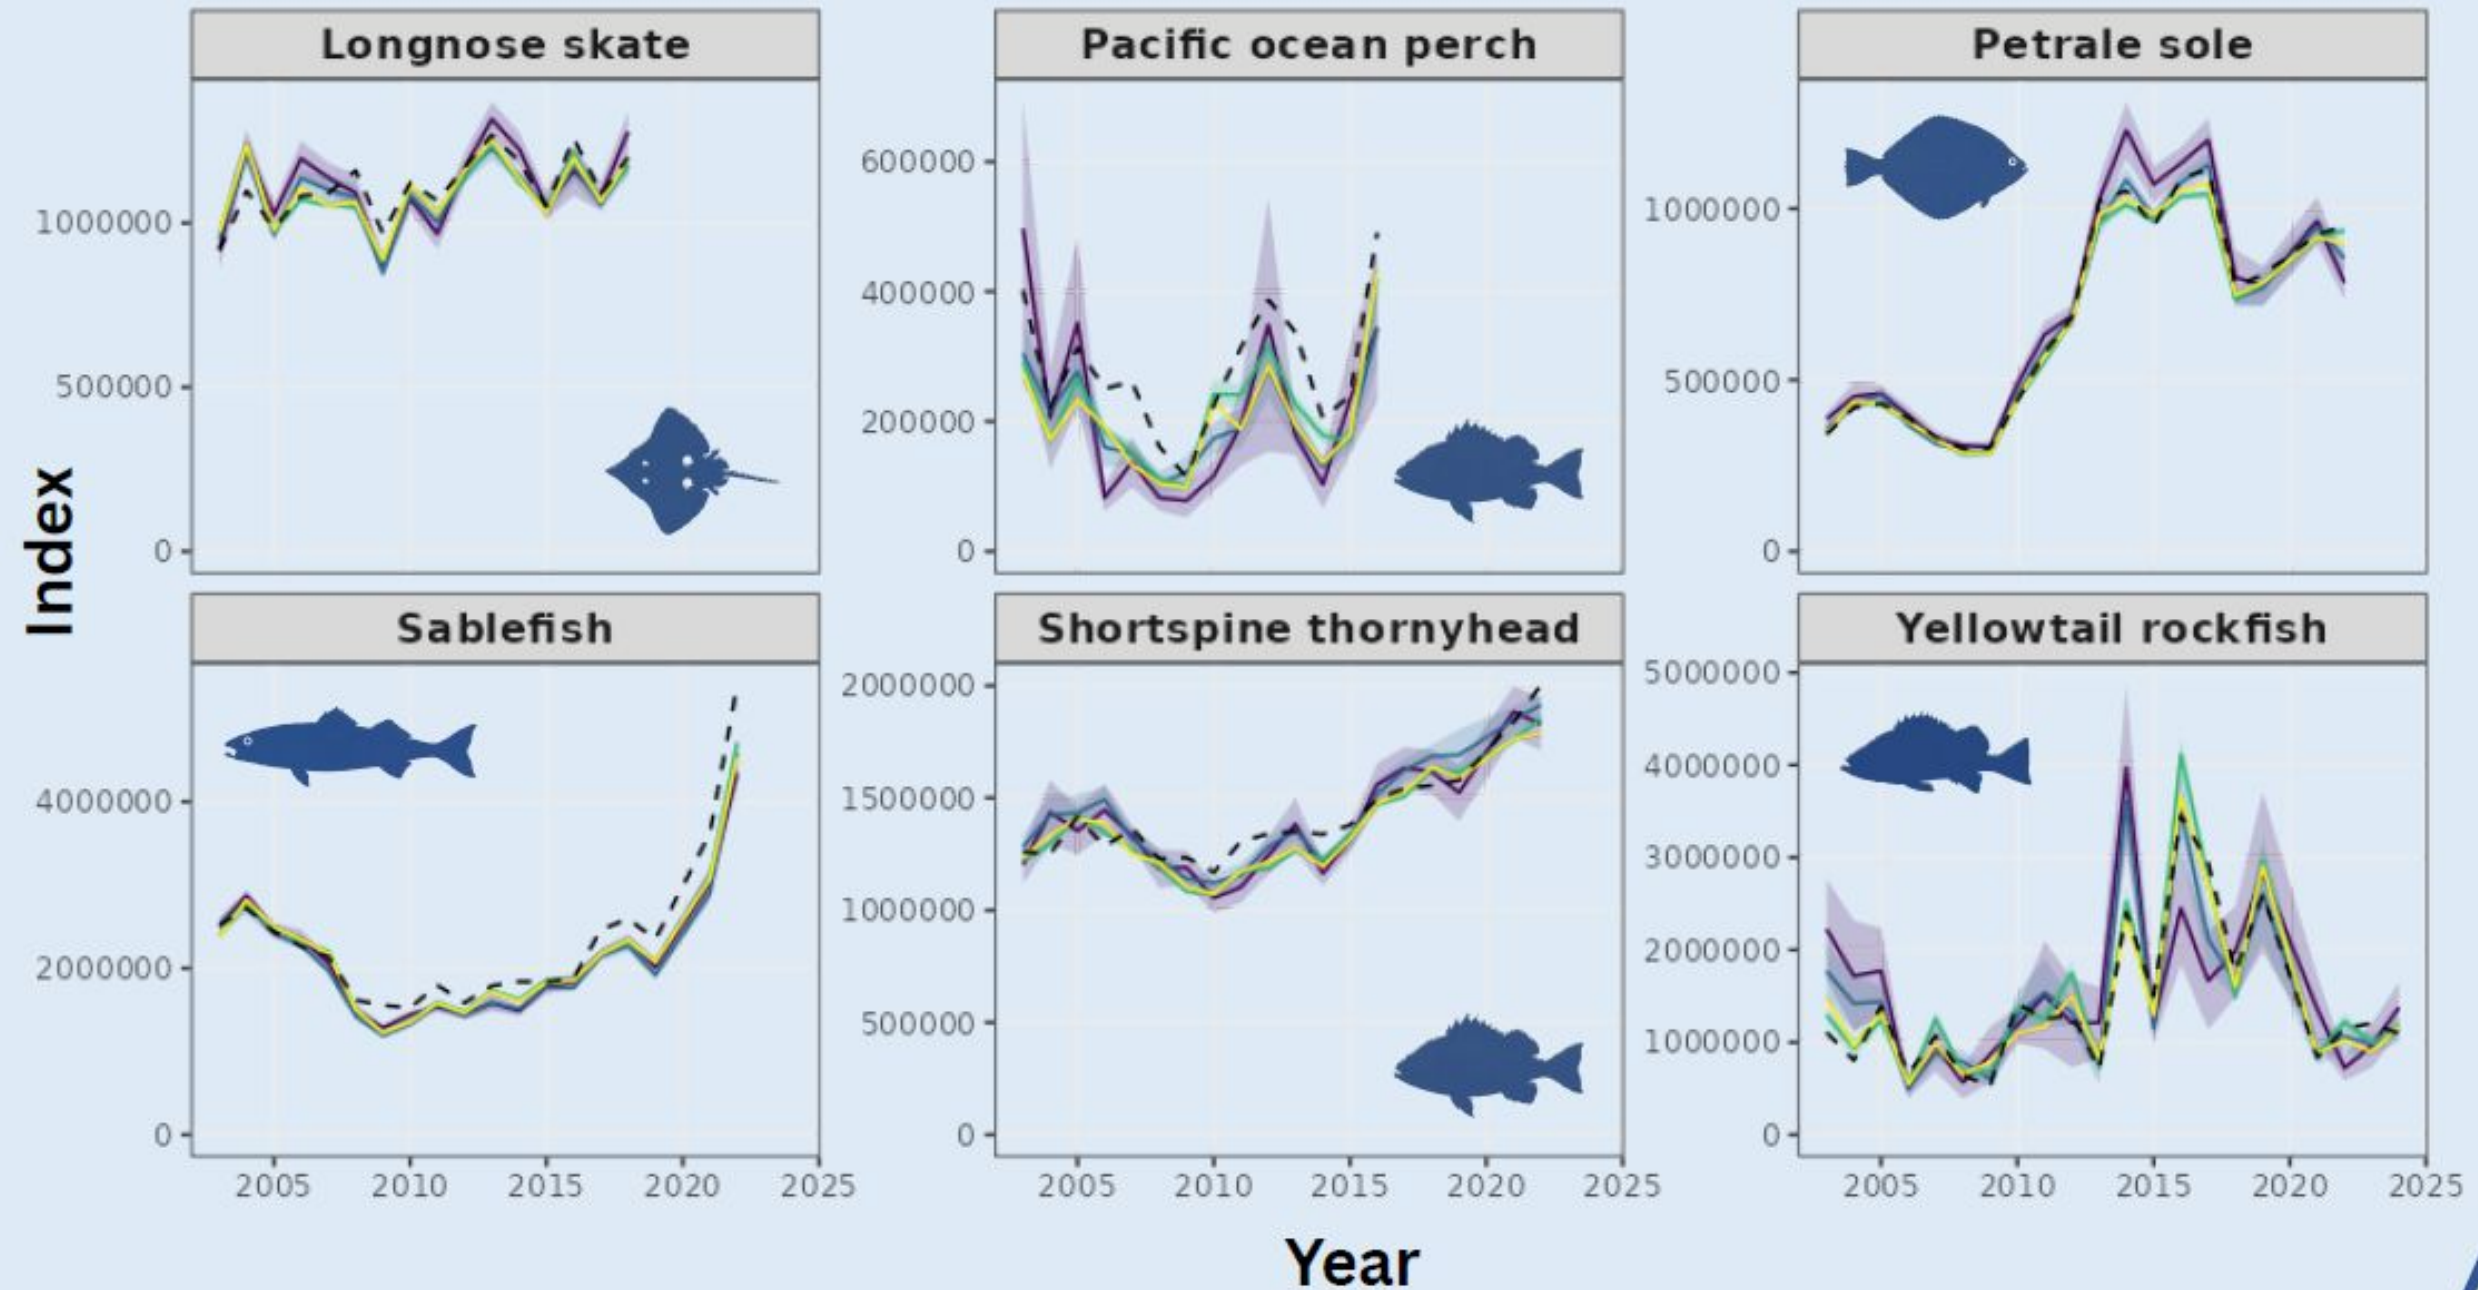 Longnose skate
Pacific ocean perch
Petrale sole
1000000
500000
0
600000
400000
200000
0
1000000
500000
0
Index
Sablefish
Shortspine thornyhead
Yellowtail rockfish
4000000
2000000
0
2000000
1500000
1000000
500000
0
5000000
4000000
3000000
2000000
1000000
0
2005 2010 2015 2020 2025
2005 2010 2015 2020 2025
2005 2010 2015 2020 2025
Year